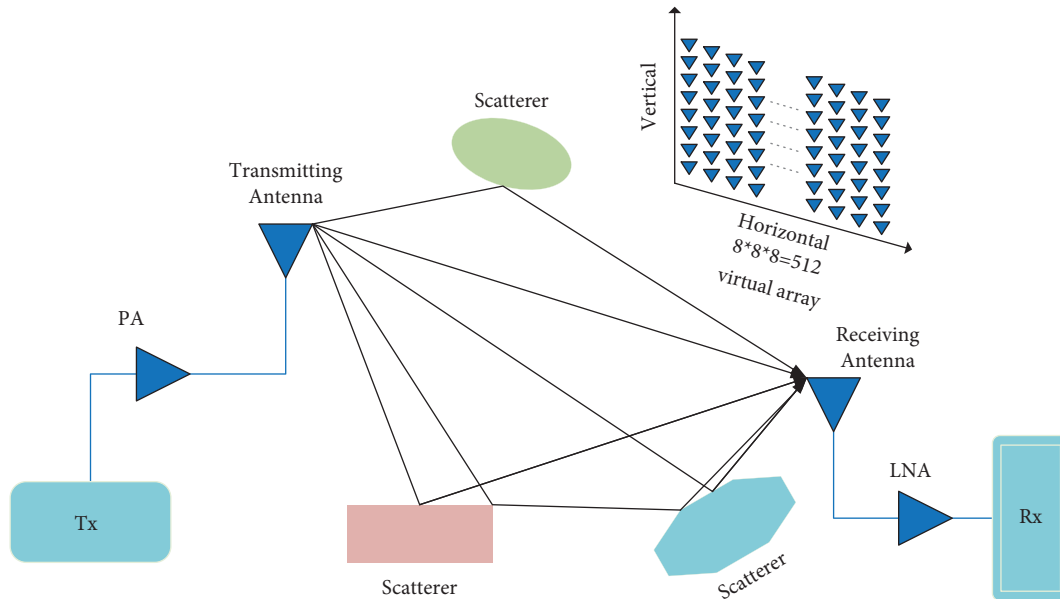 Scatterer
Vertical
Horizontal
8*8*8=512
virtual array
Transmitting
Antenna
PA
Receiving
Antenna
LNA
Tx
Rx
Scatterer
Scatterer